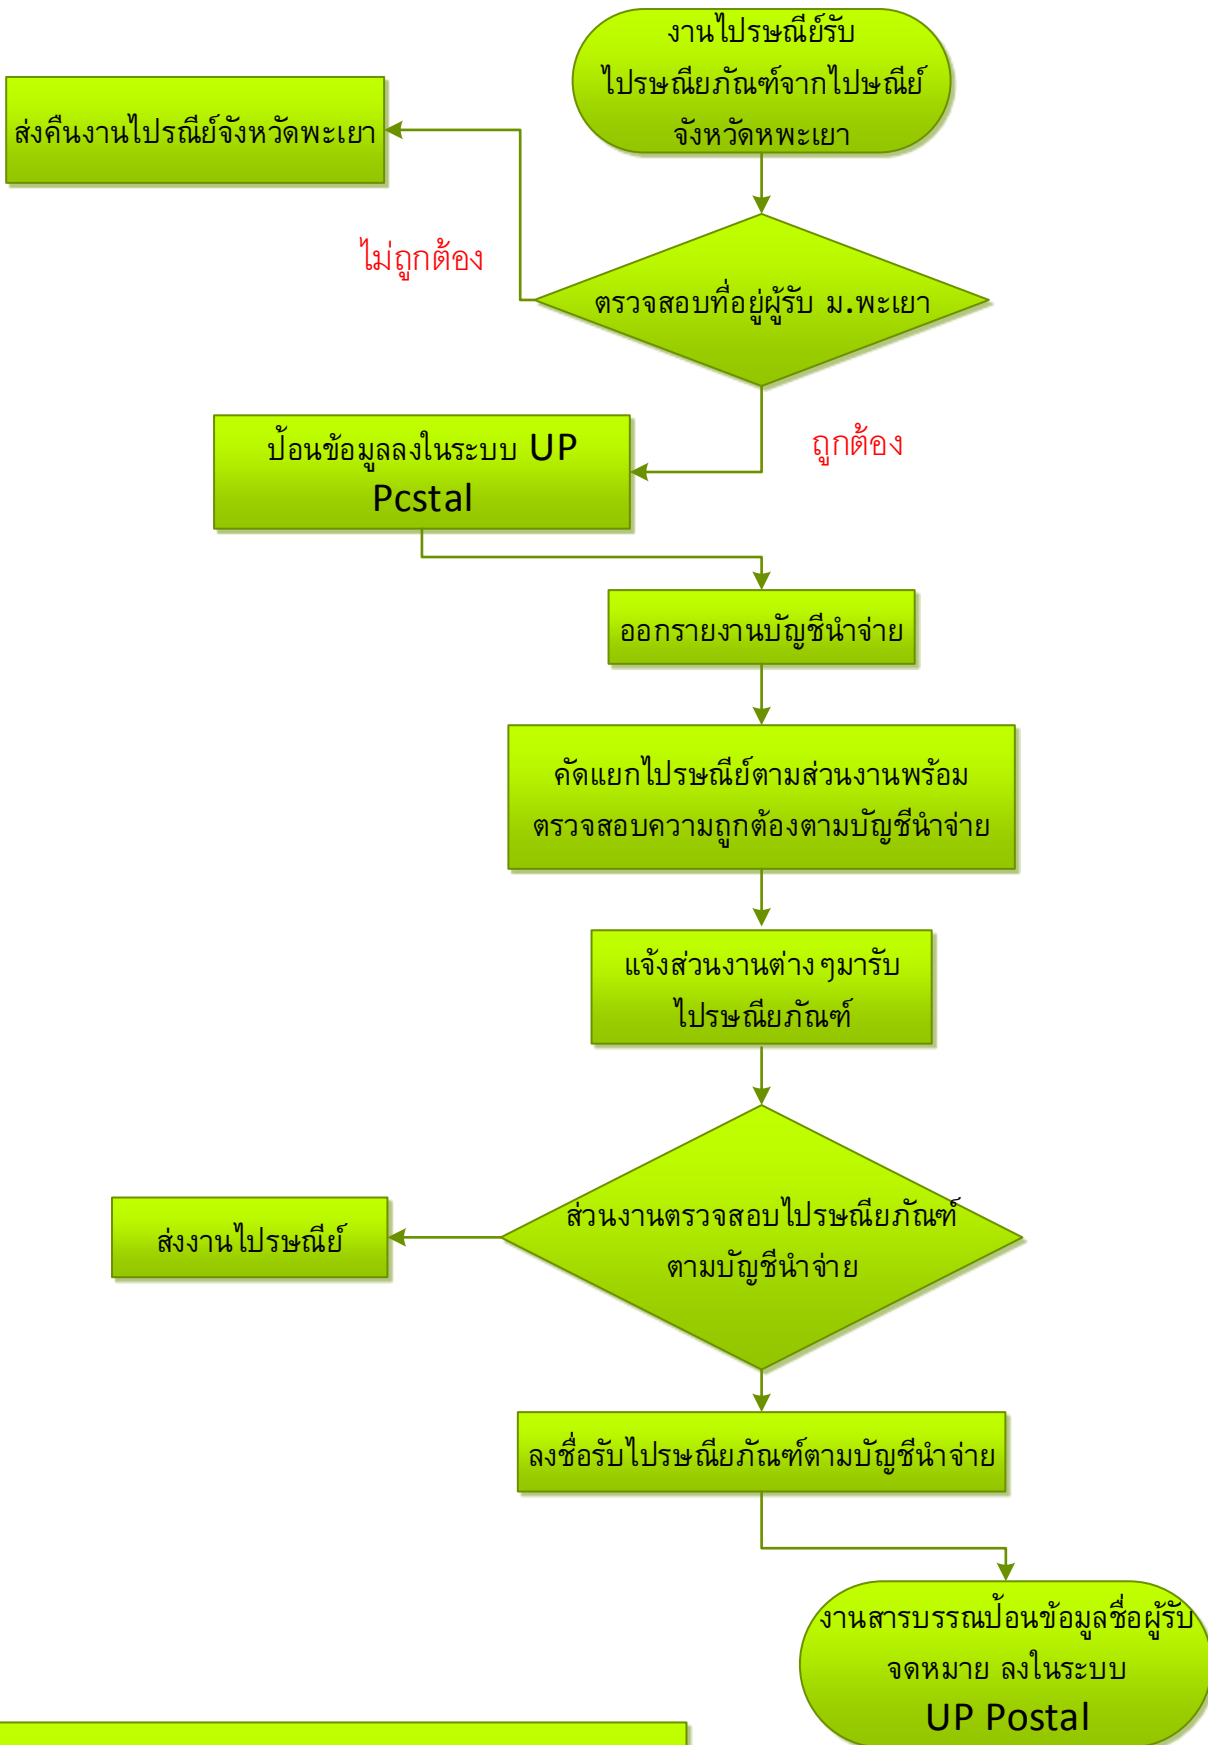 งานไปรษณีย์รับ
ไปรษณียภัณฑ์จากไปษณีย์
จังหวัดหพะเยา
ส่งคืนงานไปรณีย์จังหวัดพะเยา
ไม่ถูกต้อง
ตรวจสอบที่อยู่ผู้รับ ม.พะเยา
ถูกต้อง
ป้อนข้อมูลลงในระบบ UP
Pcstal
ออกรายงานบัญชีนำจ่าย
คัดแยกไปรษณีย์ตามส่วนงานพร้อม
ตรวจสอบความถูกต้องตามบัญชีนำจ่าย
แจ้งส่วนงานต่าง ๆมารับ
ไปรษณียภัณฑ์
ส่วนงานตรวจสอบไปรษณียภัณฑ์
ตามบัญชีนำจ่าย
ส่งงานไปรษณีย์
ลงชื่อรับไปรษณียภัณฑ์ตามบัญชีนำจ่าย
งานสารบรรณป้อนข้อมูลชื่อผู้รับ
จดหมาย ลงในระบบ
UP Postal